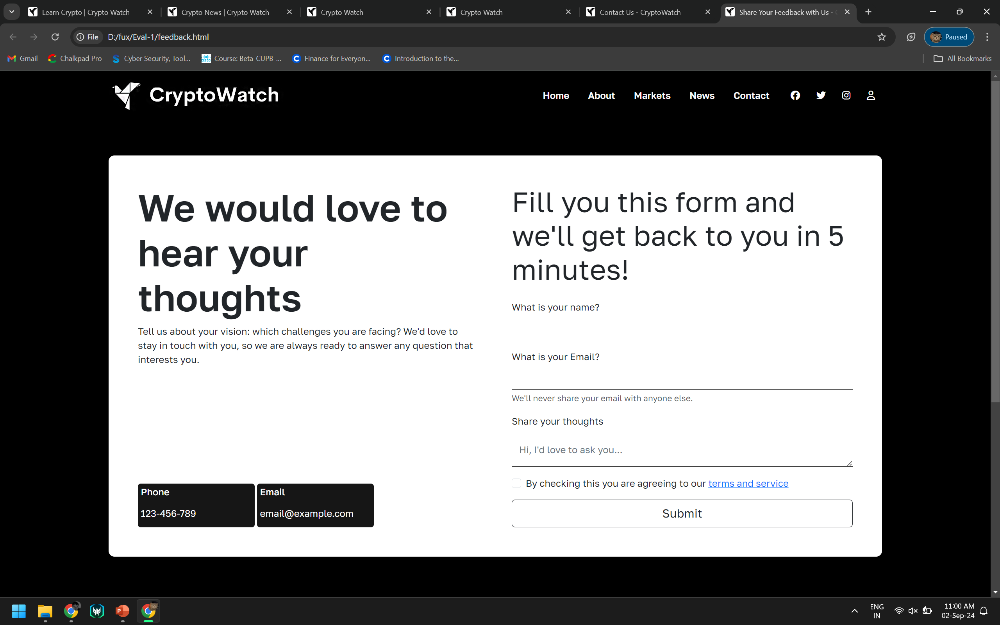 Learn Crypto | Crypto Watch
Crypto News | Crypto Watch
Crypto Watch
Crypto Watch
Contact Us - CryptoWatch
Share Your Feedback with Us -
File
D:/fux/Eval-1/feedback.html
Paused
Gmail
Chalkpad Pro
Cyber Security, Tool...
Course: Beta_CUPB_...
Finance for Everyon...
Introduction to the...
All Bookmarks
CryptoWatch
Home
About
Markets
News
Contact
We would love to
hear your
thoughts
Tell us about your vision: which challenges you are facing? We'd love to
stay in touch with you, so we are always ready to answer any question that
interests you.
Phone
123-456-789
Email
email@example.com
Fill you this form and
we'll get back to you in 5
minutes!
What is your name?
What is your Email?
We'll never share your email with anyone else.
Share your thoughts
Hi, I'd love to ask you...
By checking this you are agreeing to our terms and service
Submit
ENG
IN
11:00 AM
02-Sep-24